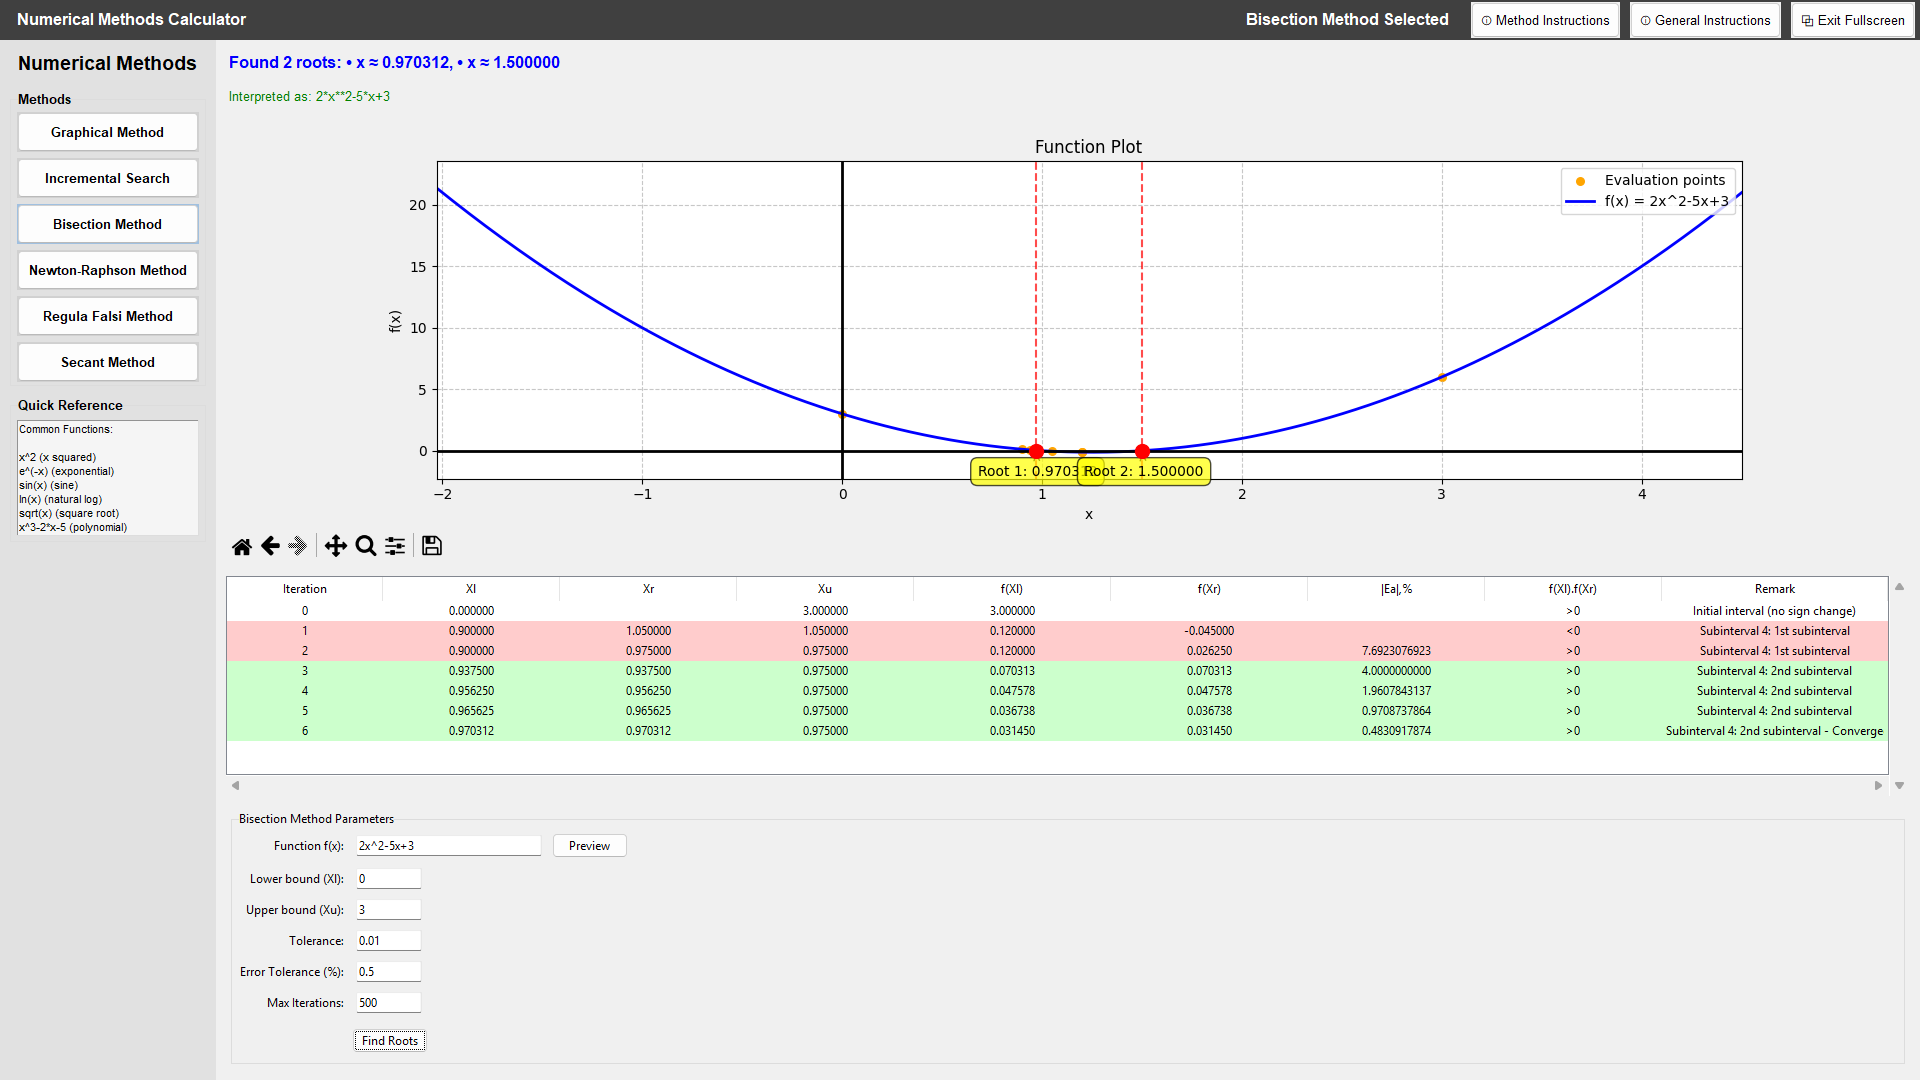 Numerical Methods Calculator
Bisection Method Selected
Method Instructions
General Instructions
Exit Fullscreen
Numerical Methods
Methods
Graphical Method
Incremental Search
Bisection Method
Newton-Raphson Method
Regula Falsi Method
Secant Method
Quick Reference
Common Functions:
x^2 (x squared)
e^(-x) (exponential)
sin(x) (sine)
ln(x) (natural log)
sqrt(x) (square root)
x^3-2*x-5 (polynomial)
Found 2 roots: • x ≈ 0.970312, • x ≈ 1.500000
Interpreted as: 2*x**2-5*x+3
Function Plot
Evaluation points
f(x) = 2x^2-5x+3
f(x)
20
15
10
5
0
Root 1: 0.9703
Root 2: 1.500000
−2 −1 0 1 2 3 4
x
Iteration Xl Xr Xu f(Xl) f(Xr) |Ea|,% f(Xl).f(Xr) Remark
0 0.000000 3.000000 3.000000 >0 Initial interval (no sign change)
1 0.900000 1.050000 1.050000 0.120000 -0.045000 <0 Subinterval 4: 1st subinterval
2 0.900000 0.975000 0.975000 0.120000 0.026250 7.6923076923 >0 Subinterval 4: 1st subinterval
3 0.937500 0.937500 0.975000 0.070313 0.070313 4.0000000000 >0 Subinterval 4: 2nd subinterval
4 0.956250 0.956250 0.975000 0.047578 0.047578 1.9607843137 >0 Subinterval 4: 2nd subinterval
5 0.965625 0.965625 0.975000 0.036738 0.036738 0.9708737864 >0 Subinterval 4: 2nd subinterval
6 0.970312 0.970312 0.975000 0.031450 0.031450 0.4830917874 >0 Subinterval 4: 2nd subinterval - Converge
Bisection Method Parameters
Function f(x): 2x^2-5x+3 Preview
Lower bound (Xl): 0
Upper bound (Xu): 3
Tolerance: 0.01
Error Tolerance (%): 0.5
Max Iterations: 500
Find Roots